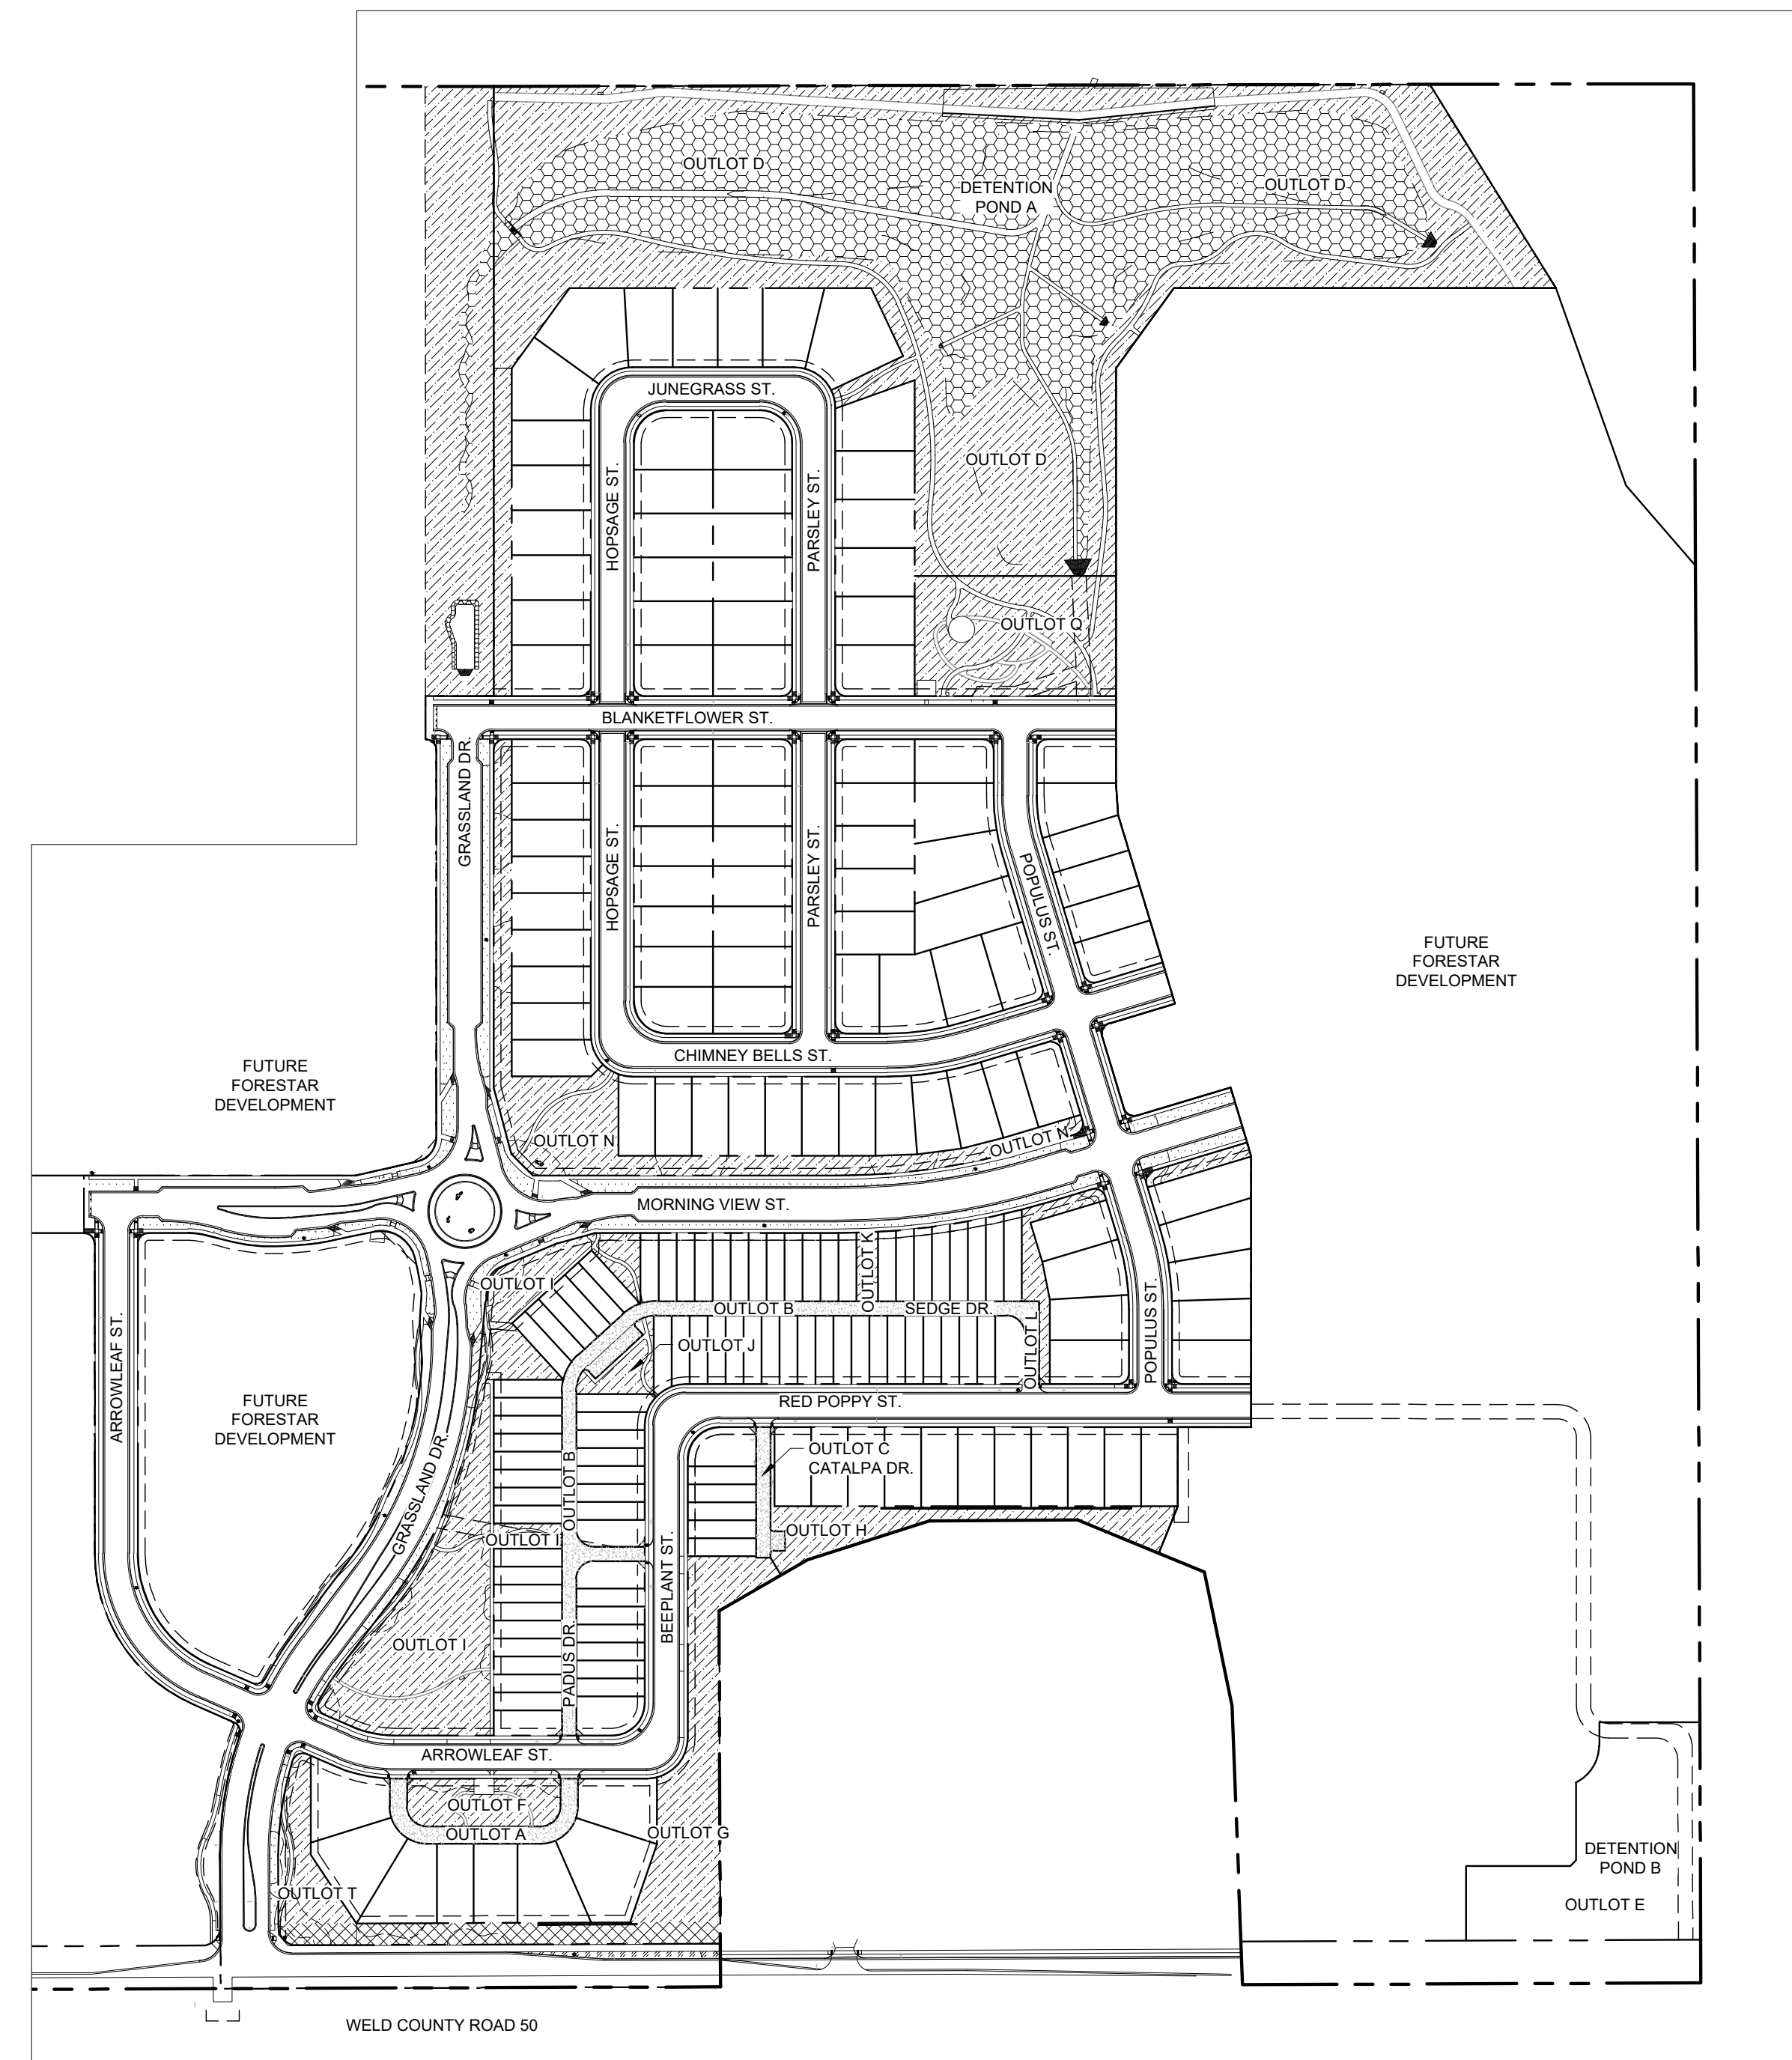 OUTLOT D
DETENTION
POND A
OUTLOT D
JUNEGRASS ST.
HOPSAGE ST.
PARSLEY ST.
OUTLOT D
OUTLOT Q
BLANKETFLOWER ST.
GRASSLAND DR.
HOPSAGE ST.
PARSLEY ST.
POPULUS ST.
FUTURE
FORESTAR
DEVELOPMENT
CHIMNEY BELLS ST.
FUTURE
FORESTAR
DEVELOPMENT
OUTLOT N
OUTLOT N
MORNING VIEW ST.
OUTLOT I
OUTLOT K
OUTLOT B
SEDGE DR.
OUTLOT L
POPULUS ST.
ARROWLEAF ST.
OUTLOT J
FUTURE
FORESTAR
DEVELOPMENT
RED POPPY ST.
GRASSLAND DR.
OUTLOT B
OUTLOT C
CATALPA DR.
OUTLOT I
OUTLOT H
BEEPLANT ST.
OUTLOT I
PADUS DR.
ARROWLEAF ST.
OUTLOT F
OUTLOT A
OUTLOT G
OUTLOT T
DETENTION
POND B
OUTLOT E
WELD COUNTY ROAD 50